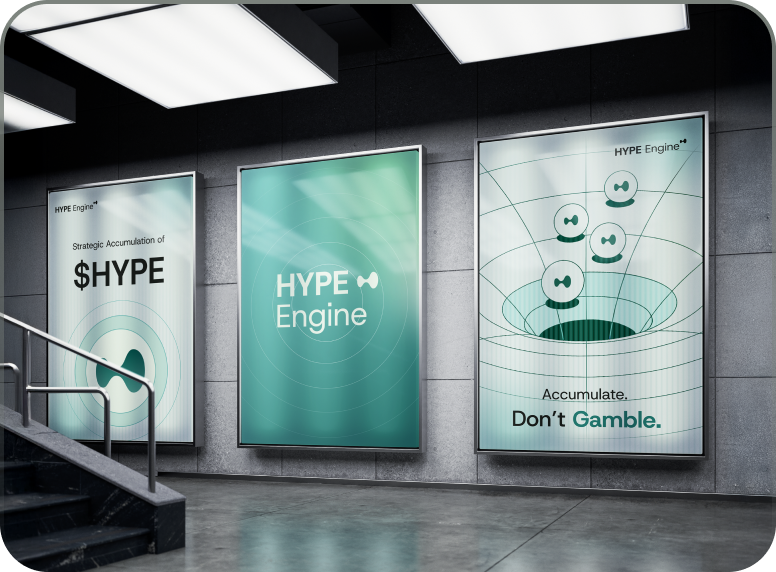 HYPE Engine
Strategic Accumulation of
$HYPE
HYPE
Engine
HYPE Engine
Accumulate.
Don't Gamble.